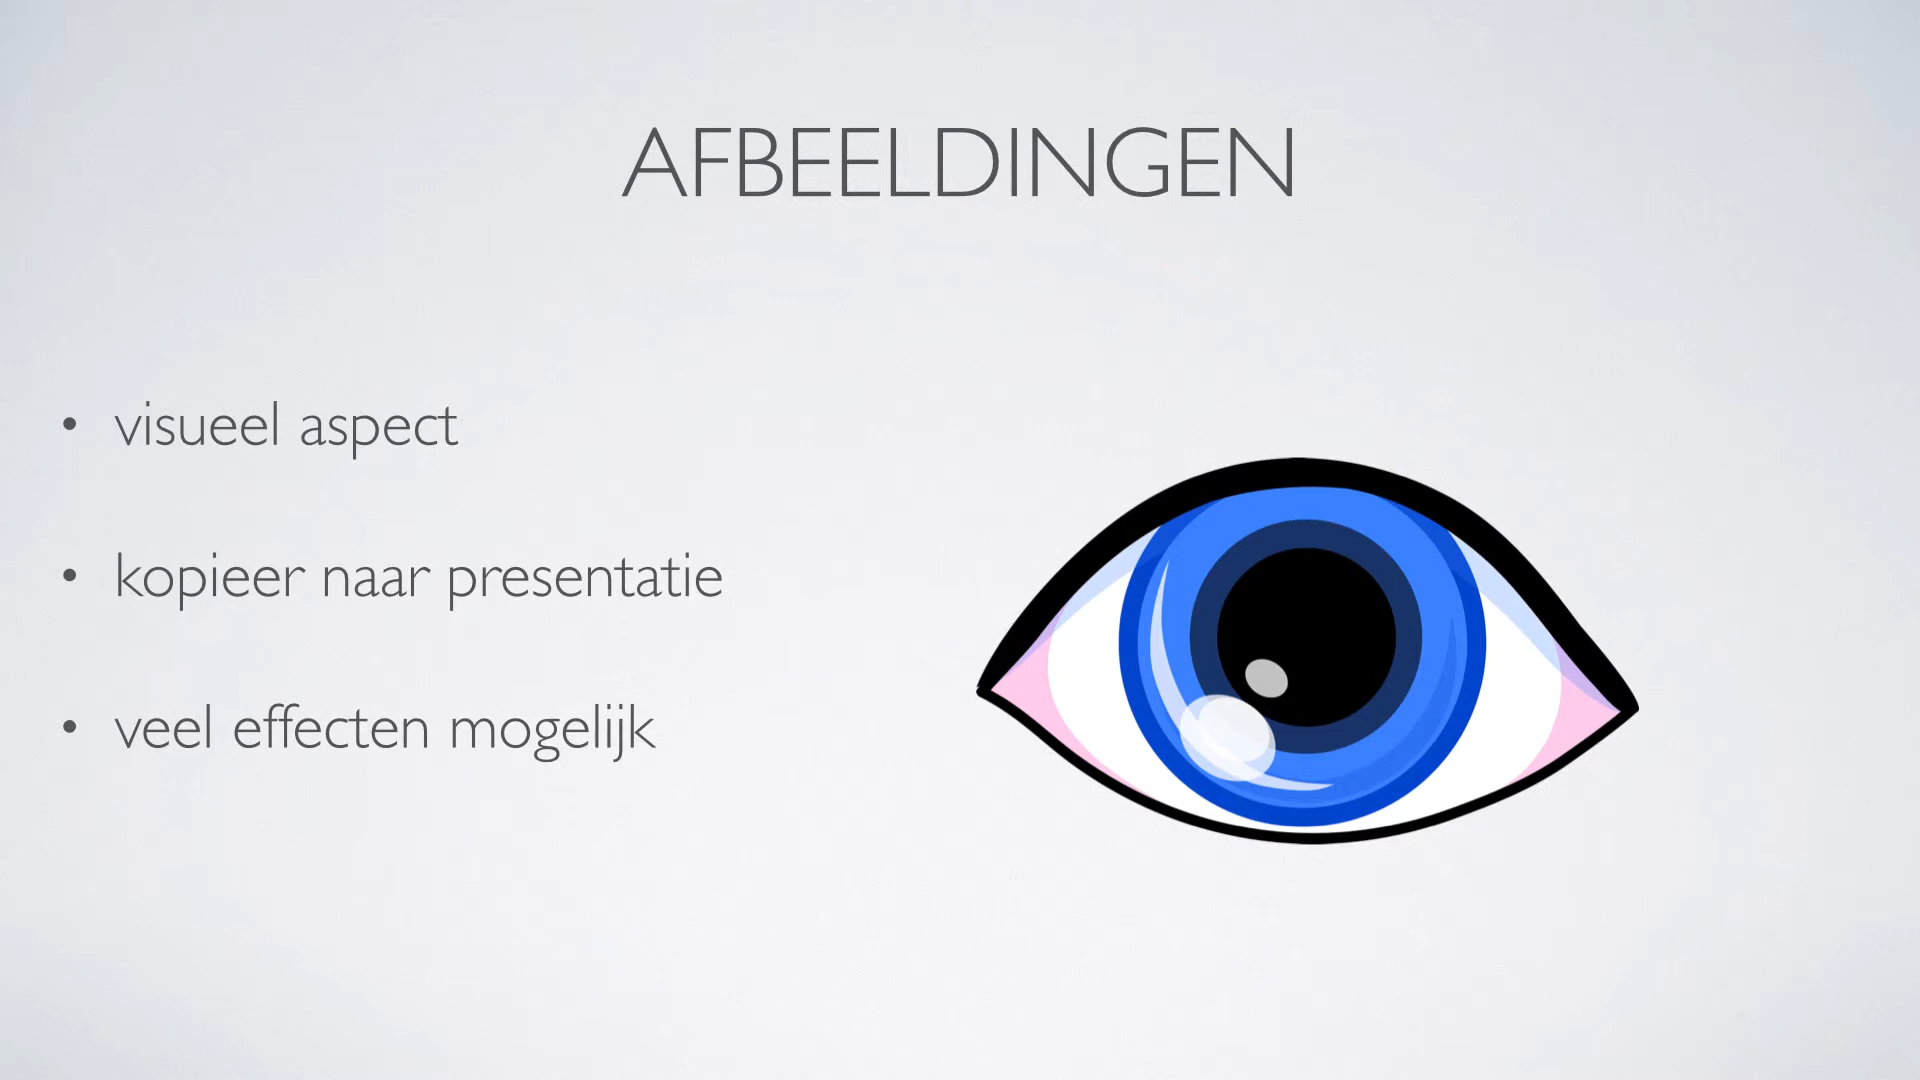 AFBEELDINGEN
• visueel aspect
• kopieer naar presentatie
• veel effecten mogelijk